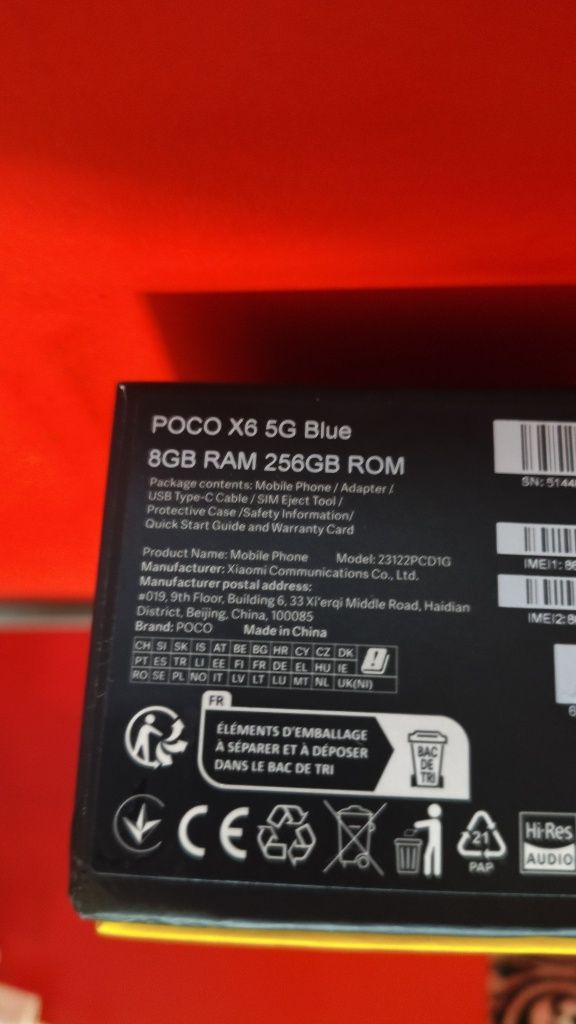 POCO X6 5G Blue
8GB RAM 256GB ROM
Package contents: Mobile Phone / Adapter /
USB Type-C Cable / SIM Eject Tool /
Protective Case /Safety Information/
Quick Start Guide and Warranty Card
Product Name: Mobile Phone Model: 23122PCD1G
Manufacturer: Xiaomi Communications Co., Ltd.
Manufacturer postal address:
#019, 9th Floor, Building 6, 33 Xi'erqi Middle Road, Haidian
District, Beijing, China, 100085
Brand: POCO Made in China
CH SI SK IS AT BE BG HR CY CZ DK
PT ES TR LI EE FI FR DE EL HU IE
RO SE PL NO IT LV LT LU MT NL UK(NI)
FR
ÉLÉMENTS D'EMBALLAGE
À SÉPARER ET À DÉPOSER
DANS LE BAC DE TRI
BAC
DE
TRI
CE
21
PAP
Hi-Res
AUDIO
SN: 5144
IMEI1: 86
IMEI2: 8